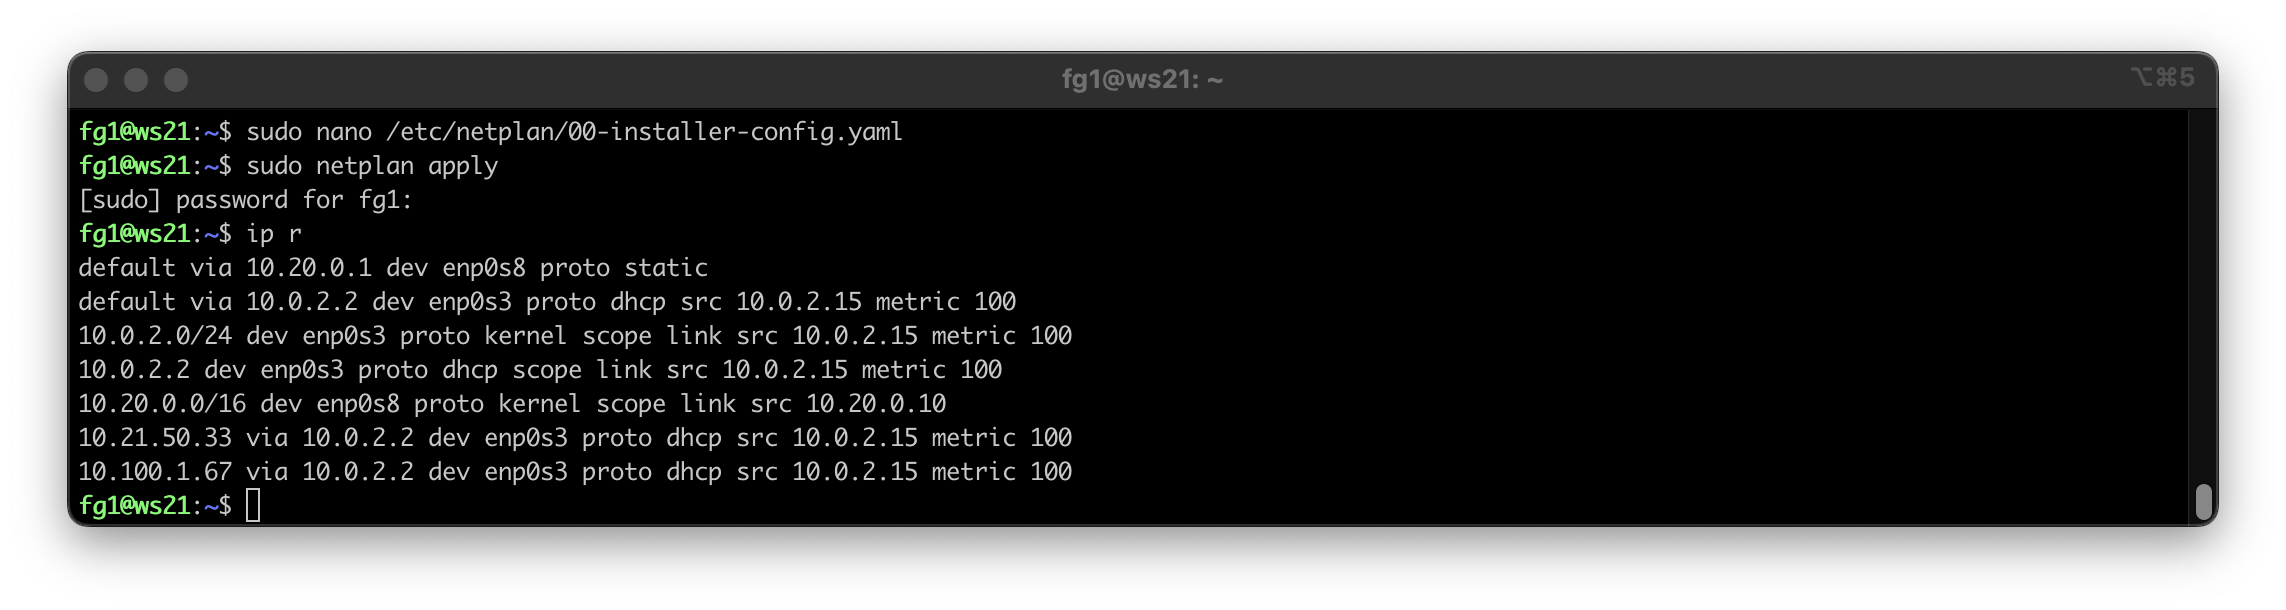 fg1@ws21: ~
⌥⌘5
fg1@ws21:~$ sudo nano /etc/netplan/00-installer-config.yaml
fg1@ws21:~$ sudo netplan apply
[sudo] password for fg1:
fg1@ws21:~$ ip r
default via 10.20.0.1 dev enp0s8 proto static
default via 10.0.2.2 dev enp0s3 proto dhcp src 10.0.2.15 metric 100
10.0.2.0/24 dev enp0s3 proto kernel scope link src 10.0.2.15 metric 100
10.0.2.2 dev enp0s3 proto dhcp scope link src 10.0.2.15 metric 100
10.20.0.0/16 dev enp0s8 proto kernel scope link src 10.20.0.10
10.21.50.33 via 10.0.2.2 dev enp0s3 proto dhcp src 10.0.2.15 metric 100
10.100.1.67 via 10.0.2.2 dev enp0s3 proto dhcp src 10.0.2.15 metric 100
fg1@ws21:~$